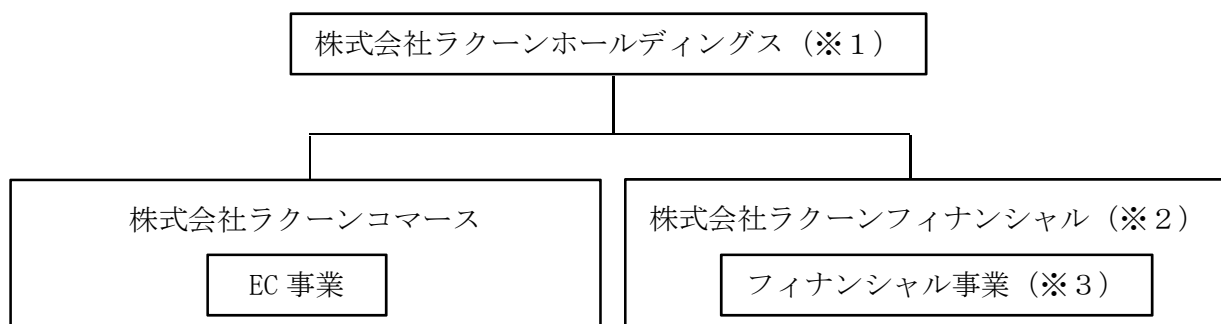 株式会社ラクーンホールディングス（※１）
株式会社ラクーンコマース
EC 事業
株式会社ラクーンフィナンシャル（※２）
フィナンシャル事業（※３）